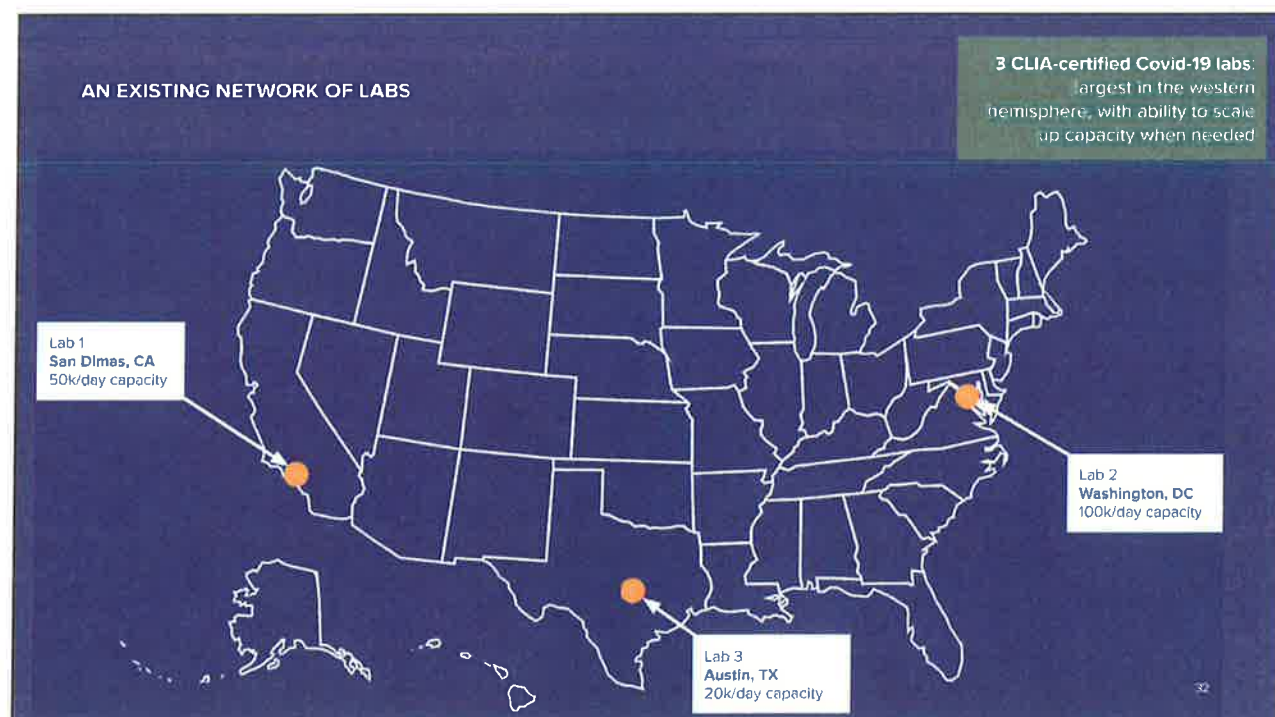 AN EXISTING NETWORK OF LABS
3 CLIA-certified Covid-19 labs:
largest in the western
hemisphere, with ability to scale
up capacity when needed
Lab 1
San Dimas, CA
50k/day capacity
Lab 2
Washington, DC
100k/day capacity
Lab 3
Austin, TX
20k/day capacity
32